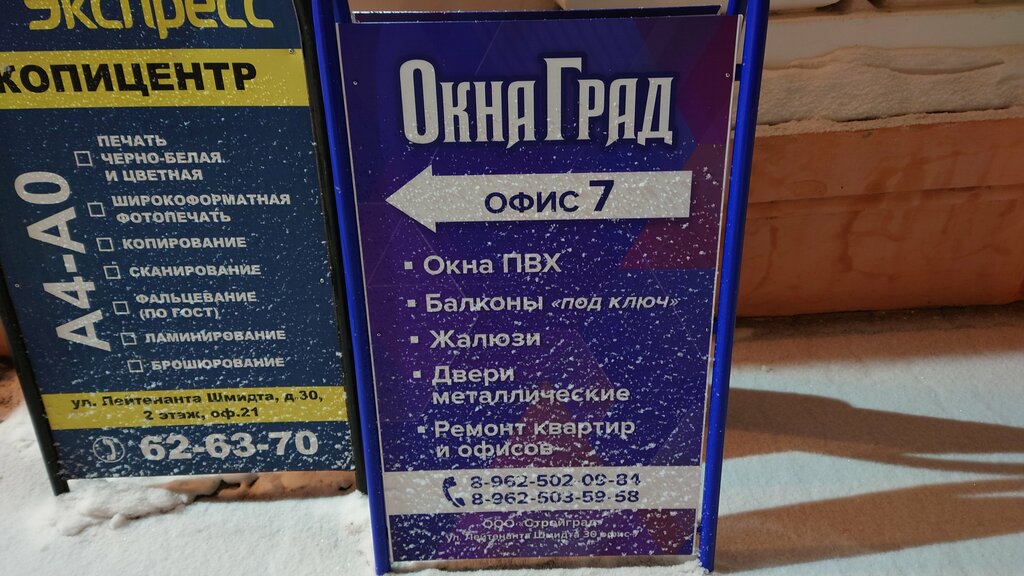 экспресс
КОПИЦЕНТР
А4-А0
ПЕЧАТЬ
ЧЕРНО-БЕЛАЯ
И ЦВЕТНАЯ
ШИРОКОФОРМАТНАЯ
ФОТОПЕЧАТЬ
КОПИРОВАНИЕ
СКАНИРОВАНИЕ
ФАЛЬЦЕВАНИЕ
(ПО ГОСТ)
ЛАМИНИРОВАНИЕ
БРОШЮРОВАНИЕ
ул. Лейтенанта Шмидта, д.30,
2 этаж, оф.21
62-63-70
ОкнаГрад
ОФИС 7
Окна ПВХ
Балконы «под ключ»
Жалюзи
Двери
металлические
Ремонт квартир
и офисов
8-962-502-09-84
8-962-503-59-58
ООО «Стройград»
ул. Лейтенанта Шмидта 30 офис